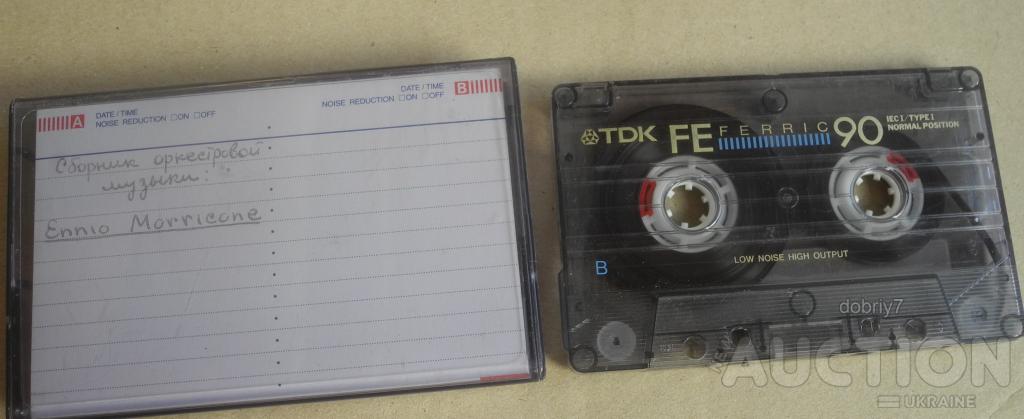 A
DATE/TIME
NOISE REDUCTION □ON □OFF
DATE/TIME
NOISE REDUCTION □ON □OFF
B
Сборник оркестровой
музыки:
Ennio Morricone
TDK FE FERRIC 90
IEC I/TYPE I
NORMAL POSITION
LOW NOISE HIGH OUTPUT
B
dobriy7
AUCTION
UKRAINE